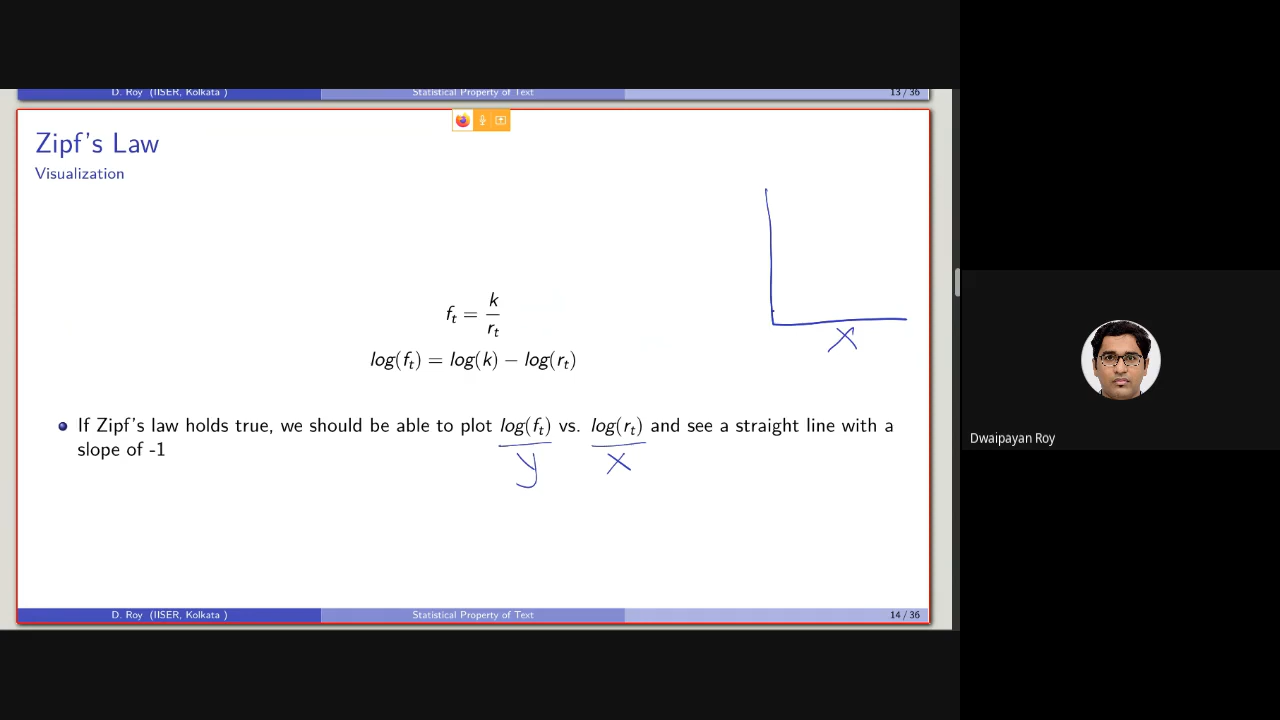 D. Roy (IISER, Kolkata ) Statistical Property of Text 13 / 36
Zipf's Law
Visualization
f_t = k / r_t
log(f_t) = log(k) − log(r_t)
X
If Zipf's law holds true, we should be able to plot log(f_t) vs. log(r_t) and see a straight line with a
slope of -1
y X
D. Roy (IISER, Kolkata ) Statistical Property of Text 14 / 36
Dwaipayan Roy